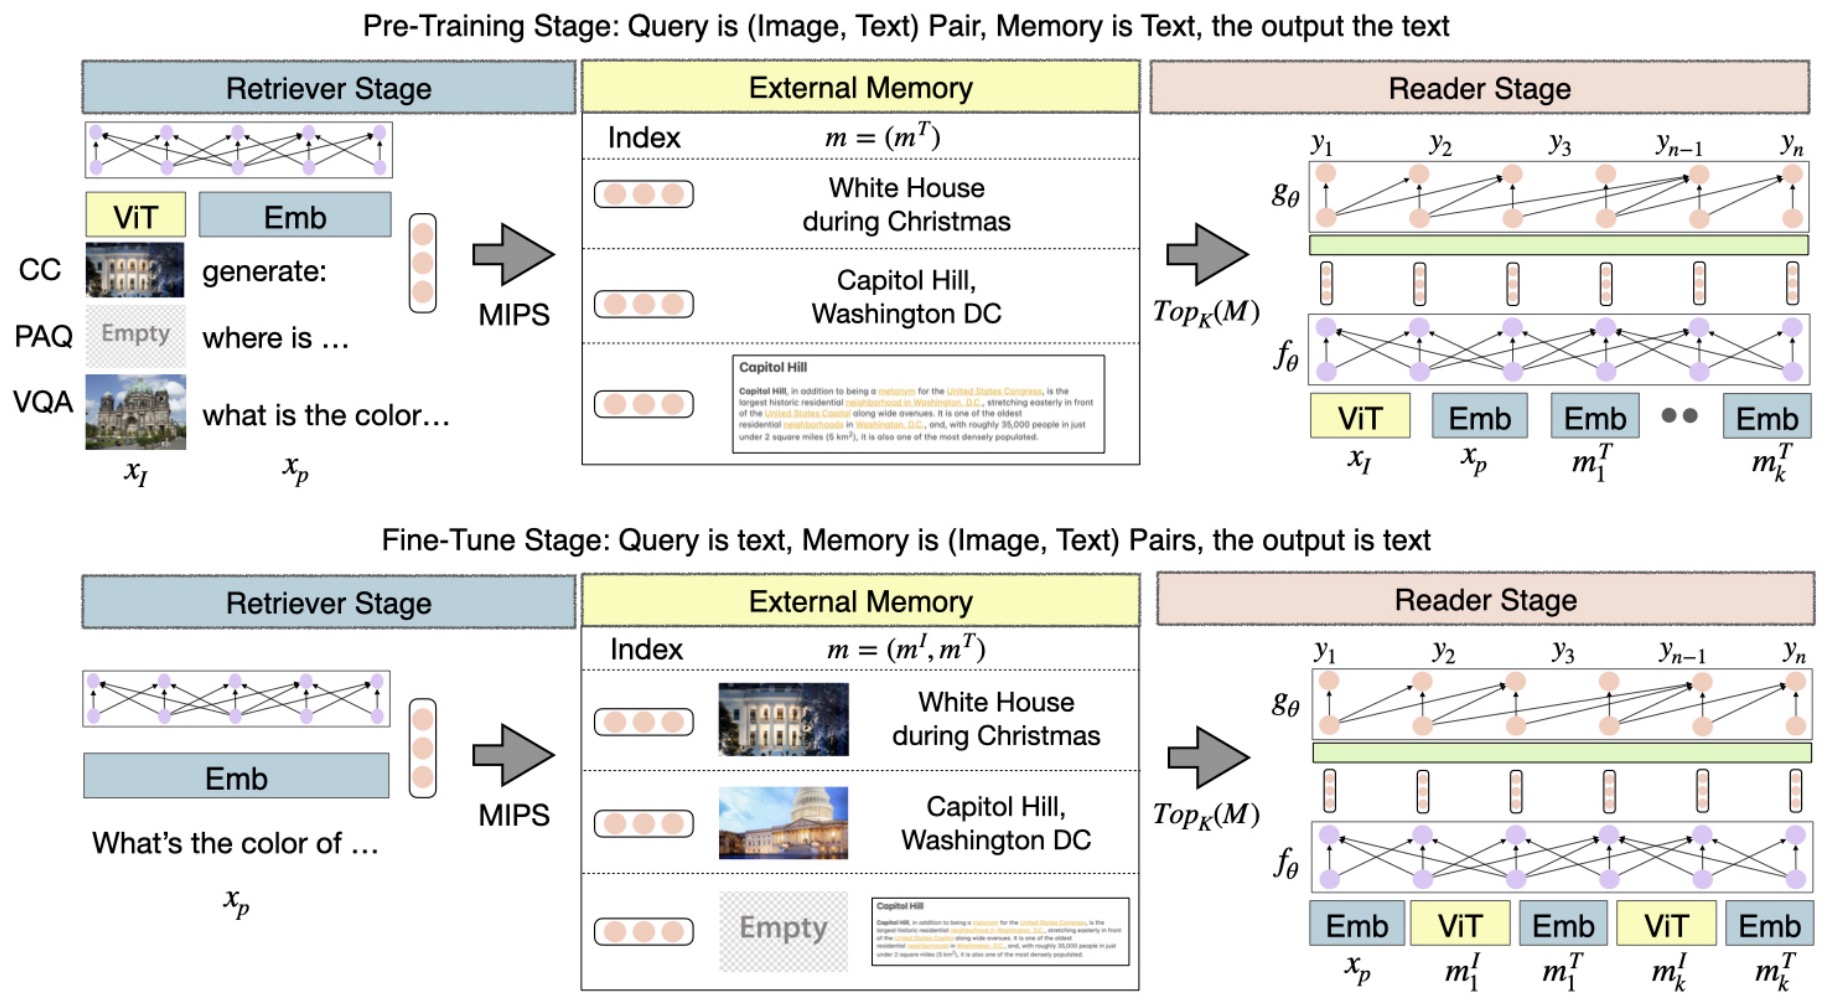 Pre-Training Stage: Query is (Image, Text) Pair, Memory is Text, the output the text
Retriever Stage
ViT
Emb
CC
generate:
PAQ
Empty
where is …
VQA
what is the color…
x_I
x_p
MIPS
External Memory
Index
m = (m^T)
White House
during Christmas
Capitol Hill,
Washington DC
Capitol Hill
Capitol Hill, in addition to being a metonym for the United States Congress, is the
largest historic residential neighborhood in Washington, D.C., stretching easterly in front
of the United States Capitol along wide avenues. It is one of the oldest
residential neighborhoods in Washington, D.C., and, with roughly 35,000 people in just
under 2 square miles (5 km²), it is also one of the most densely populated.
Top_K(M)
Reader Stage
y_1 y_2 y_3 y_{n−1} y_n
g_θ
f_θ
ViT Emb Emb •• Emb
x_I x_p m_1^T m_k^T
Fine-Tune Stage: Query is text, Memory is (Image, Text) Pairs, the output is text
Retriever Stage
Emb
What's the color of …
x_p
MIPS
External Memory
Index
m = (m^I, m^T)
White House
during Christmas
Capitol Hill,
Washington DC
Empty
Capitol Hill
Capitol Hill, in addition to being a metonym for the United States Congress, is the
largest historic residential neighborhood in Washington, D.C., stretching easterly in front
of the United States Capitol along wide avenues. It is one of the oldest
residential neighborhoods in Washington, D.C., and, with roughly 35,000 people in just
under 2 square miles (5 km²), it is also one of the most densely populated.
Top_K(M)
Reader Stage
y_1 y_2 y_3 y_{n−1} y_n
g_θ
f_θ
Emb ViT Emb ViT Emb
x_p m_1^I m_1^T m_k^I m_k^T